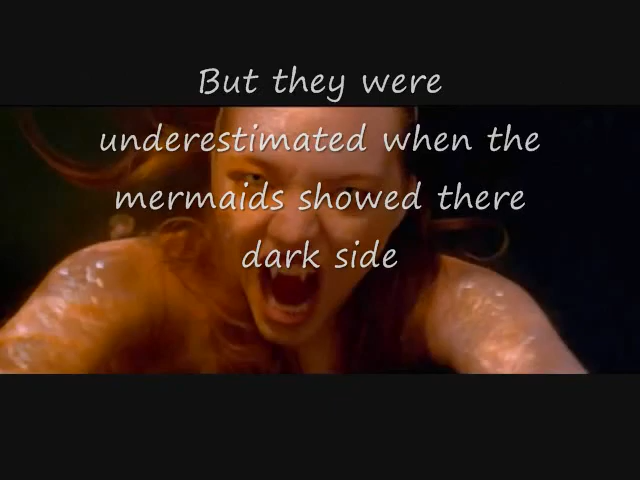 But they were
underestimated when the
mermaids showed there
dark side